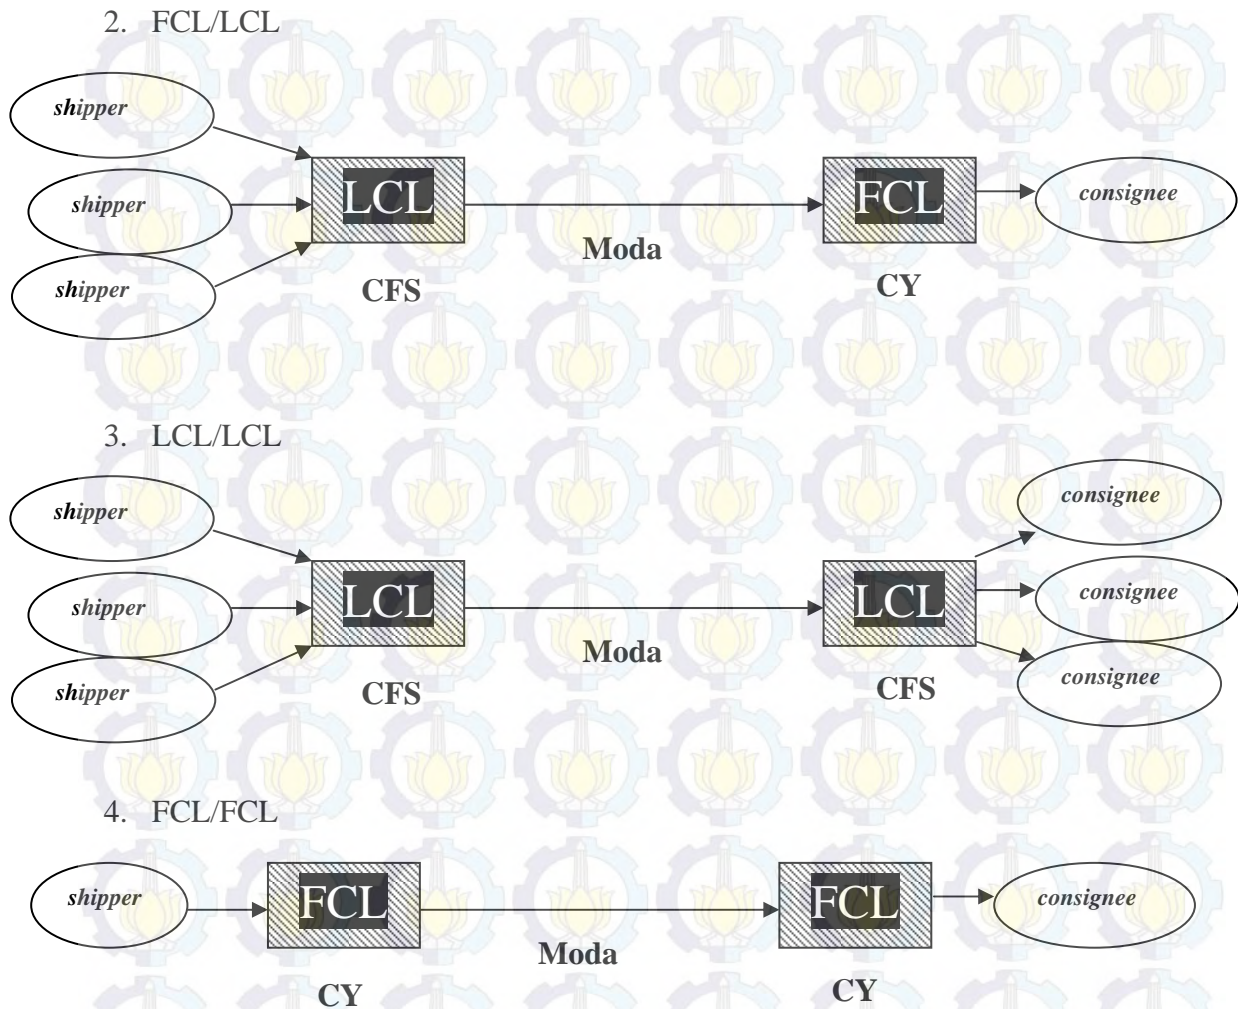 2. FCL/LCL
shipper
shipper
shipper
LCL
CFS
Moda
FCL
CY
consignee
3. LCL/LCL
shipper
shipper
shipper
LCL
CFS
Moda
LCL
CFS
consignee
consignee
consignee
4. FCL/FCL
shipper
FCL
CY
Moda
FCL
CY
consignee